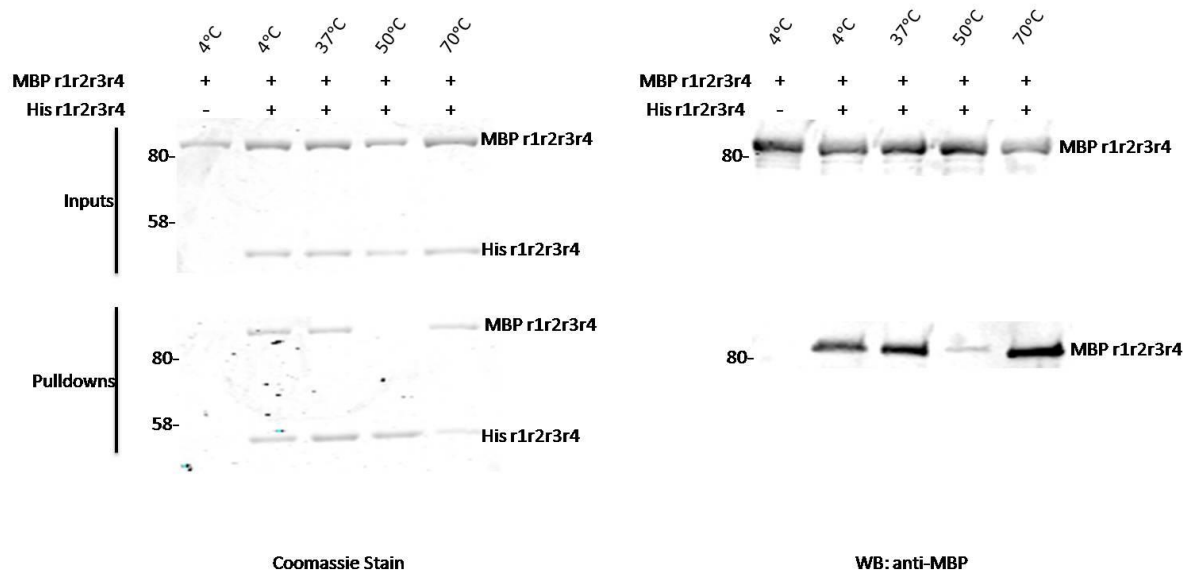 4°C 4°C 37°C 50°C 70°C
MBP r1r2r3r4 + + + + +
His r1r2r3r4 - + + + +
Inputs
80-
58-
MBP r1r2r3r4
His r1r2r3r4
Pulldowns
80-
58-
MBP r1r2r3r4
His r1r2r3r4
Coomassie Stain
4°C 4°C 37°C 50°C 70°C
MBP r1r2r3r4 + + + + +
His r1r2r3r4 - + + + +
80-
MBP r1r2r3r4
80-
MBP r1r2r3r4
WB: anti-MBP